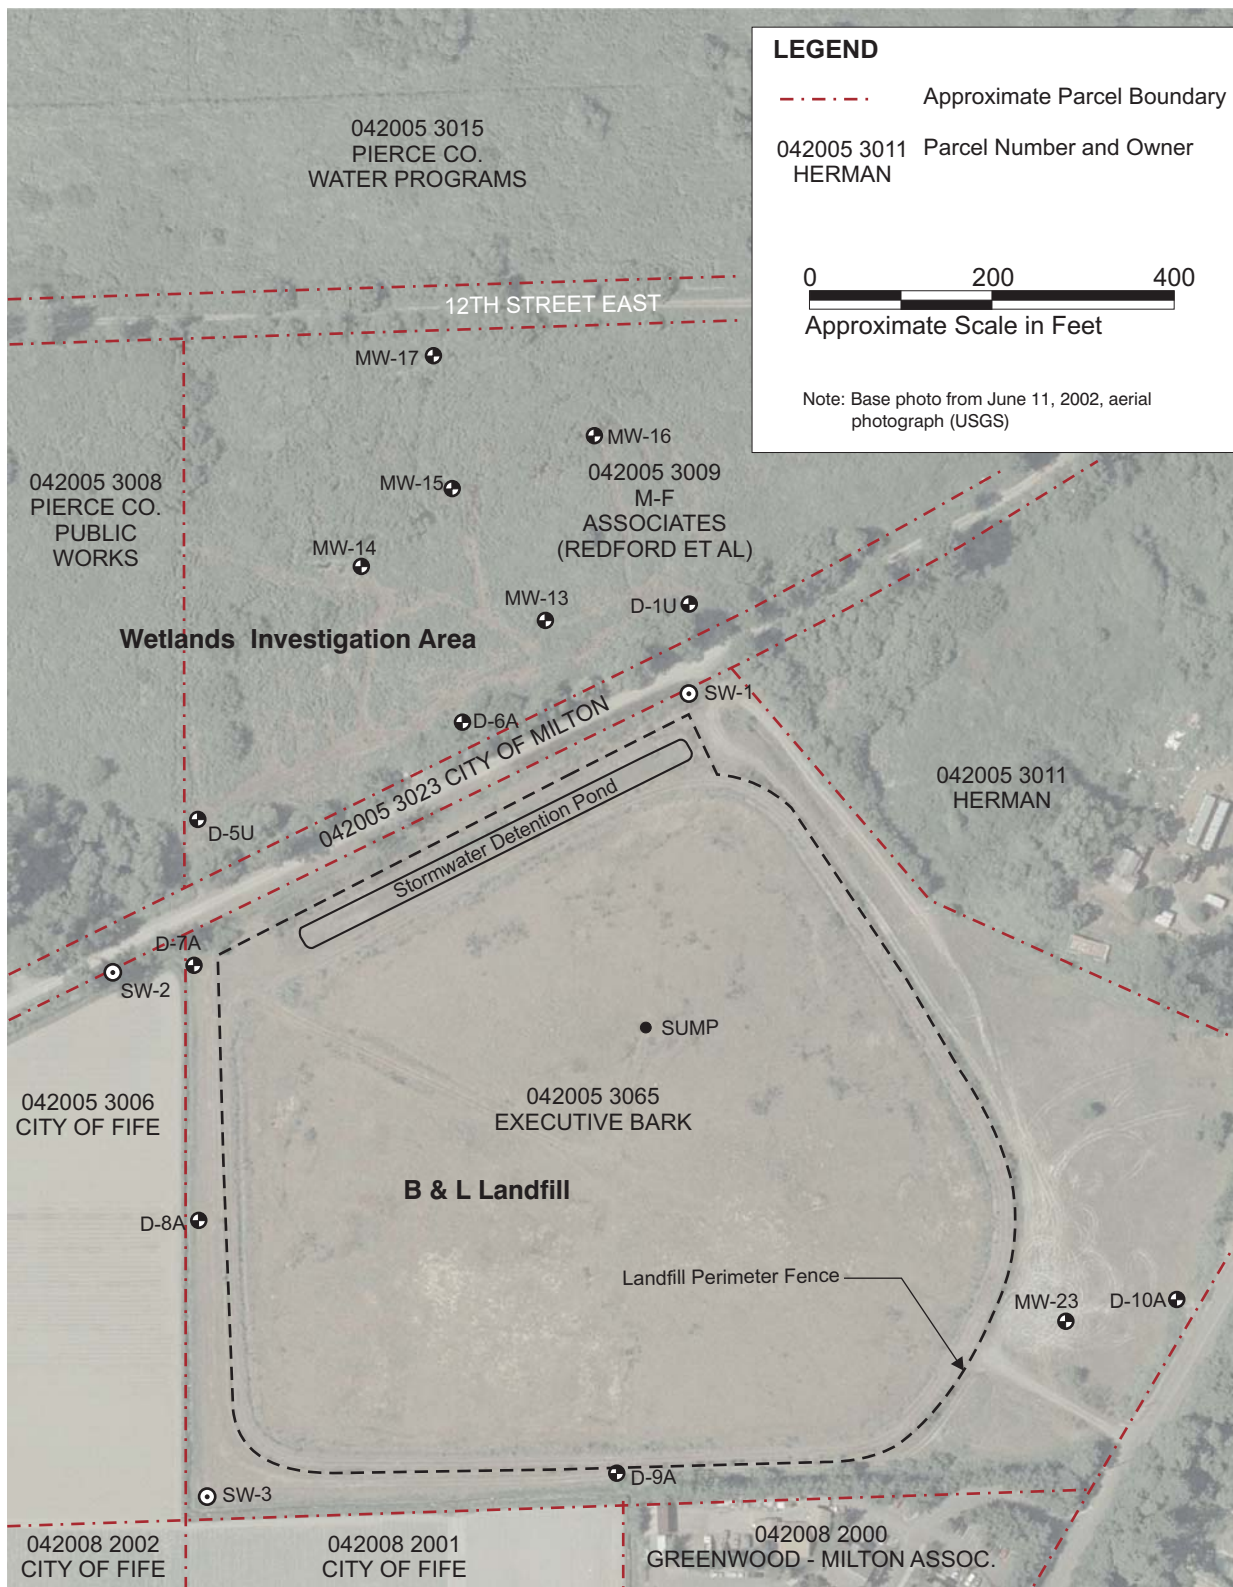 LEGEND
Approximate Parcel Boundary
042005 3011
HERMAN
Parcel Number and Owner
0 200 400
Approximate Scale in Feet
Note: Base photo from June 11, 2002, aerial
photograph (USGS)
042005 3015
PIERCE CO.
WATER PROGRAMS
12TH STREET EAST
MW-17
MW-16
042005 3008
PIERCE CO.
PUBLIC
WORKS
MW-15
042005 3009
M-F
ASSOCIATES
(REDFORD ET AL)
MW-14
MW-13
D-1U
Wetlands Investigation Area
SW-1
D-6A
042005 3023 CITY OF MILTON
042005 3011
HERMAN
Stormwater Detention Pond
D-5U
D-7A
SW-2
SUMP
042005 3006
CITY OF FIFE
042005 3065
EXECUTIVE BARK
B & L Landfill
D-8A
Landfill Perimeter Fence
MW-23
D-10A
D-9A
SW-3
042008 2002
CITY OF FIFE
042008 2001
CITY OF FIFE
042008 2000
GREENWOOD - MILTON ASSOC.